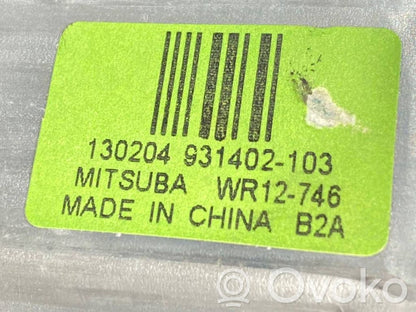 130204 931402-103
MITSUBA WR12-746
MADE IN CHINA B2A
Ovoko